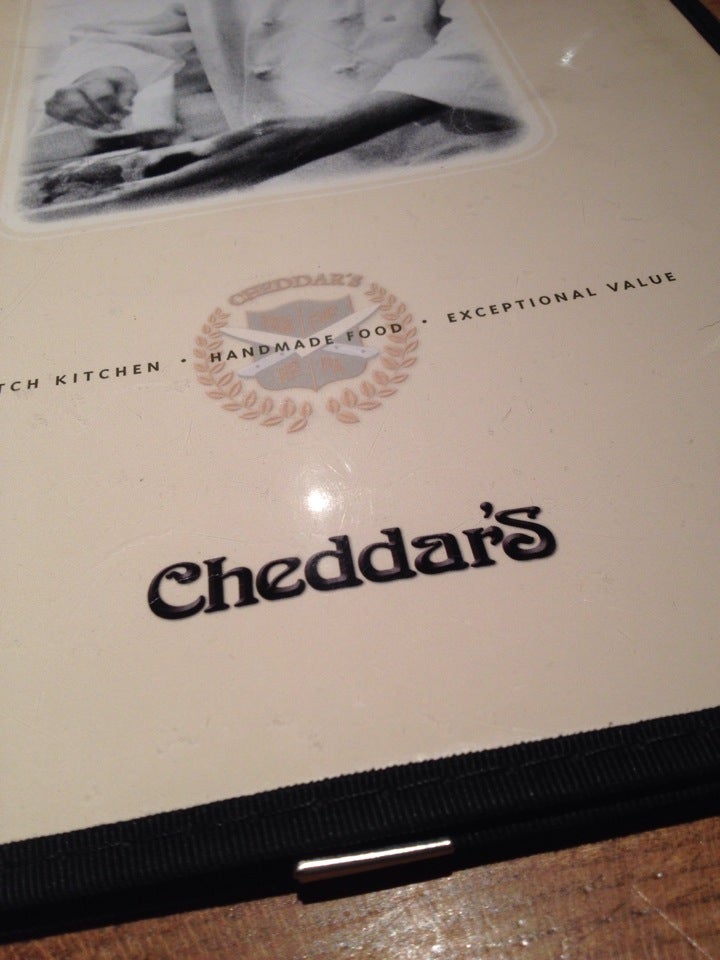 CHEDDAR'S
TCH KITCHEN • HANDMADE FOOD • EXCEPTIONAL VALUE
Cheddar's